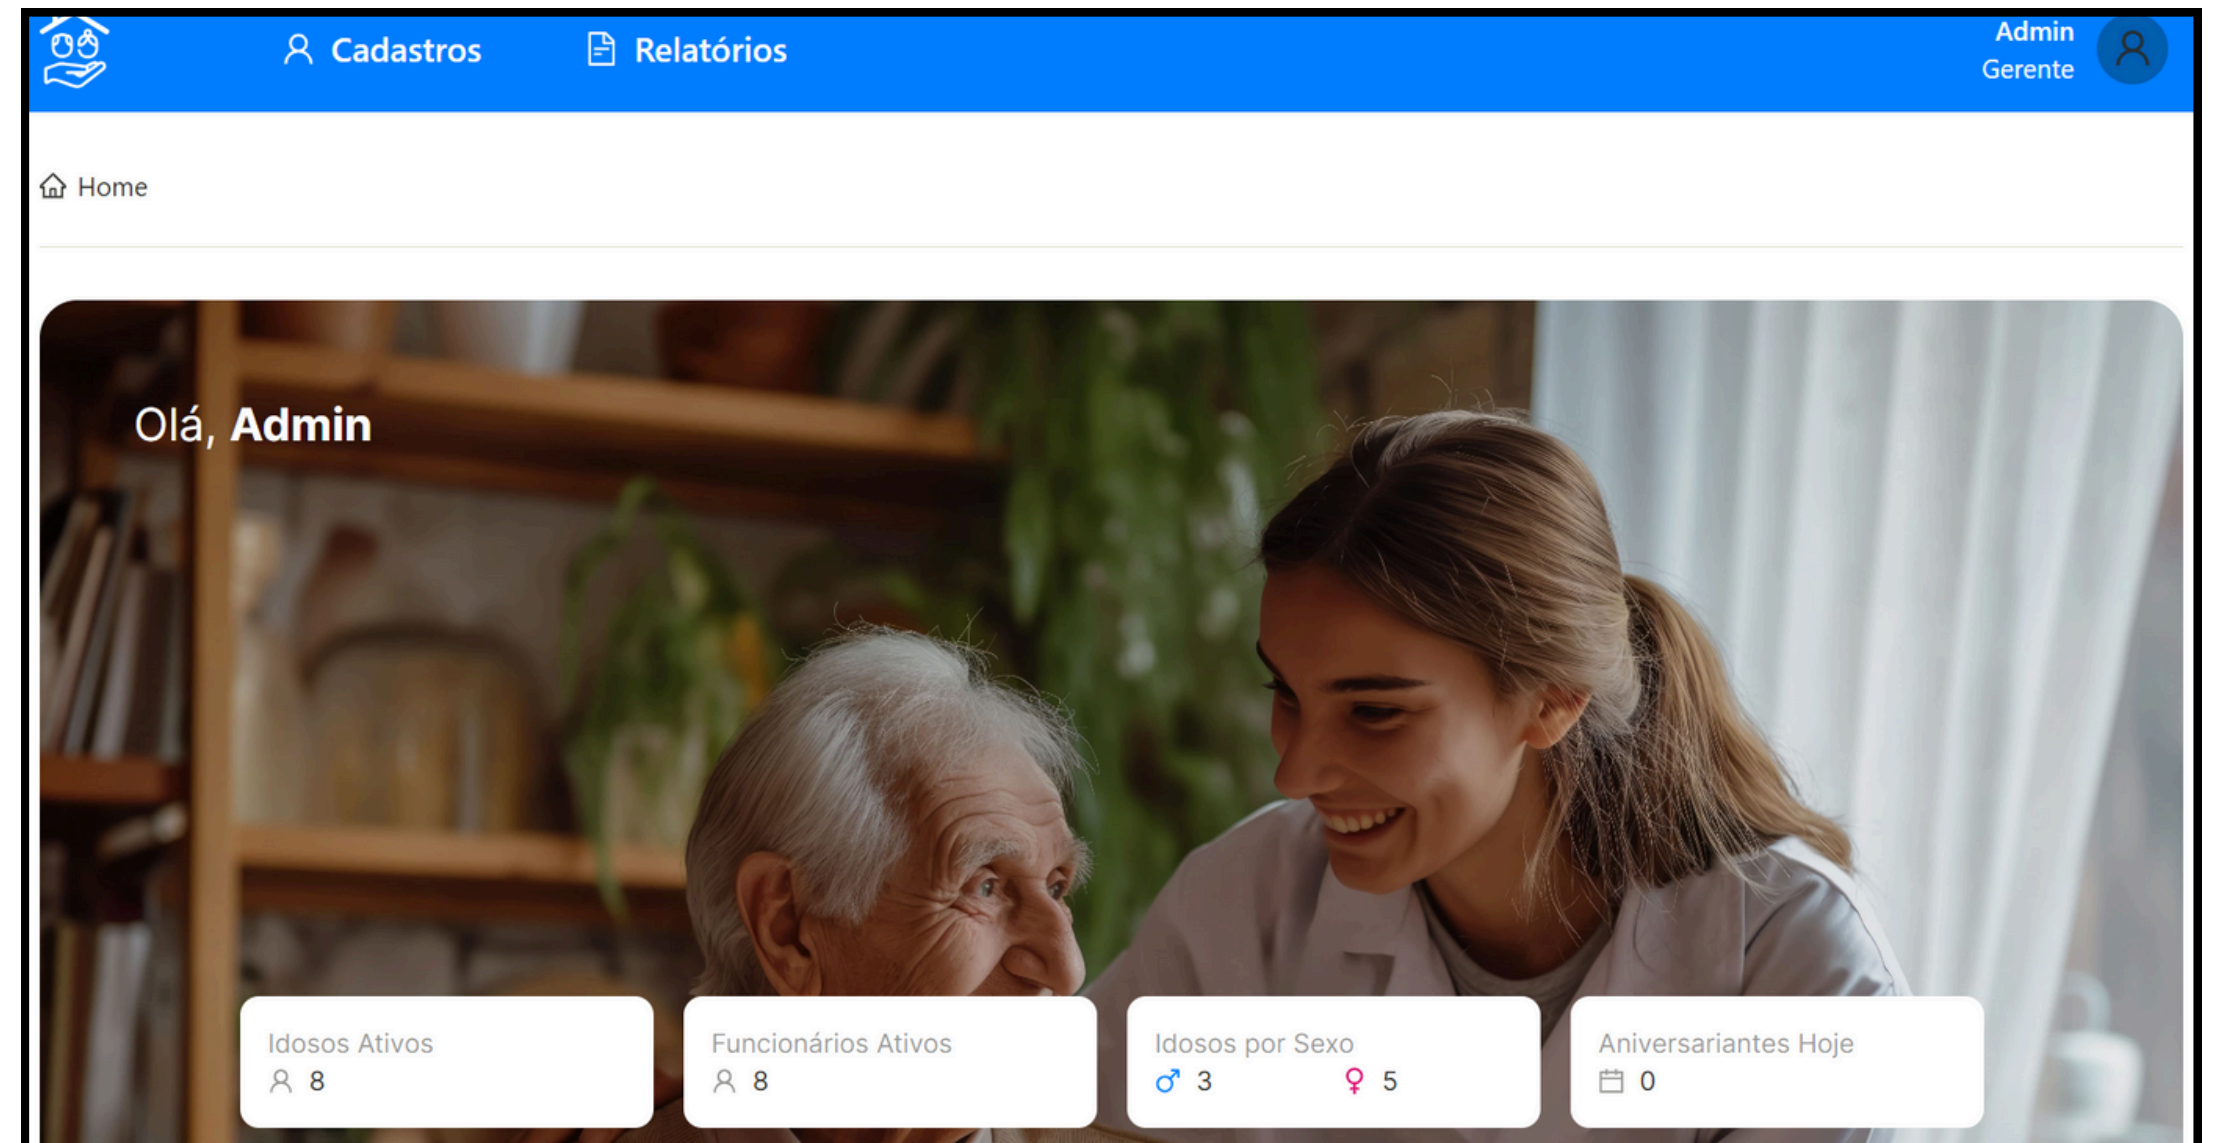 Cadastros
Relatórios
Admin
Gerente
Home
Olá, Admin
Idosos Ativos
8
Funcionários Ativos
8
Idosos por Sexo
3 5
Aniversariantes Hoje
0